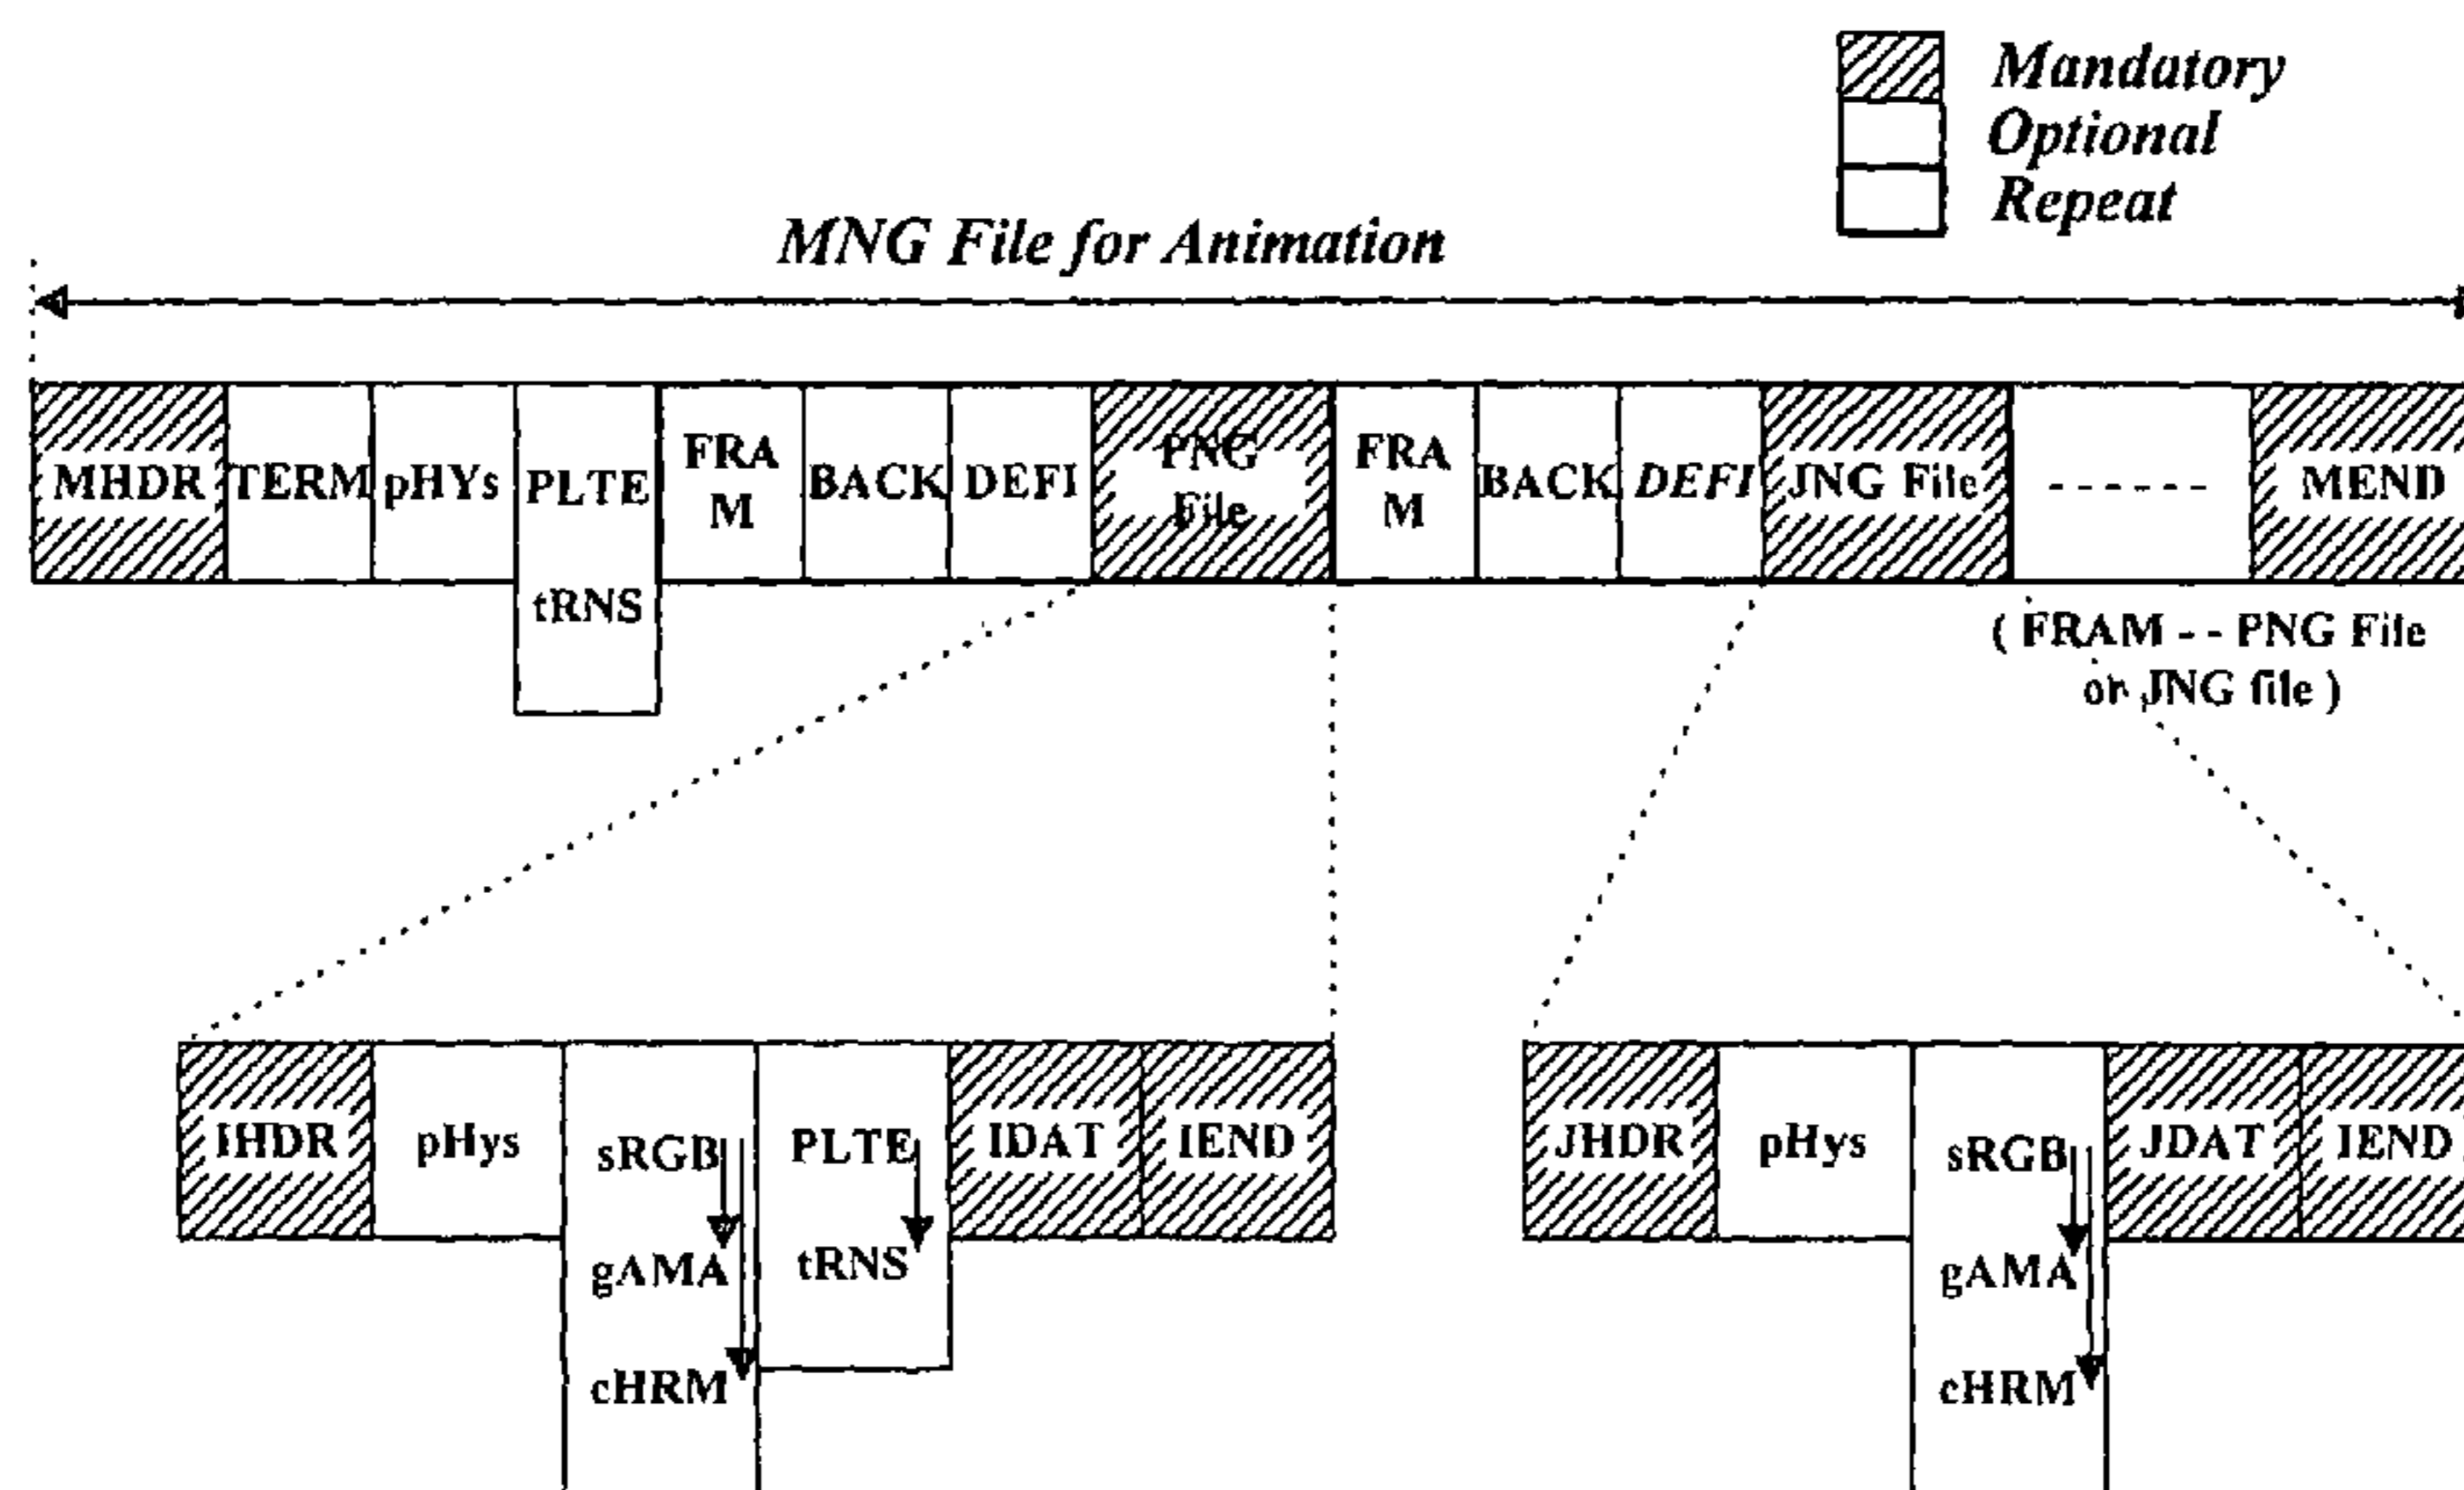 Mandatory
Optional
Repeat
MNG File for Animation
MHDR TERM pHYs PLTE FRA BACK DEFI PNG FRA BACK DEFI JNG File ------ MEND
M File M
tRNS
( FRAM - - PNG File
or JNG file )
IHDR pHys sRGB PLTE IDAT IEND JHDR pHys sRGB JDAT IEND
gAMA tRNS gAMA
cHRM cHRM